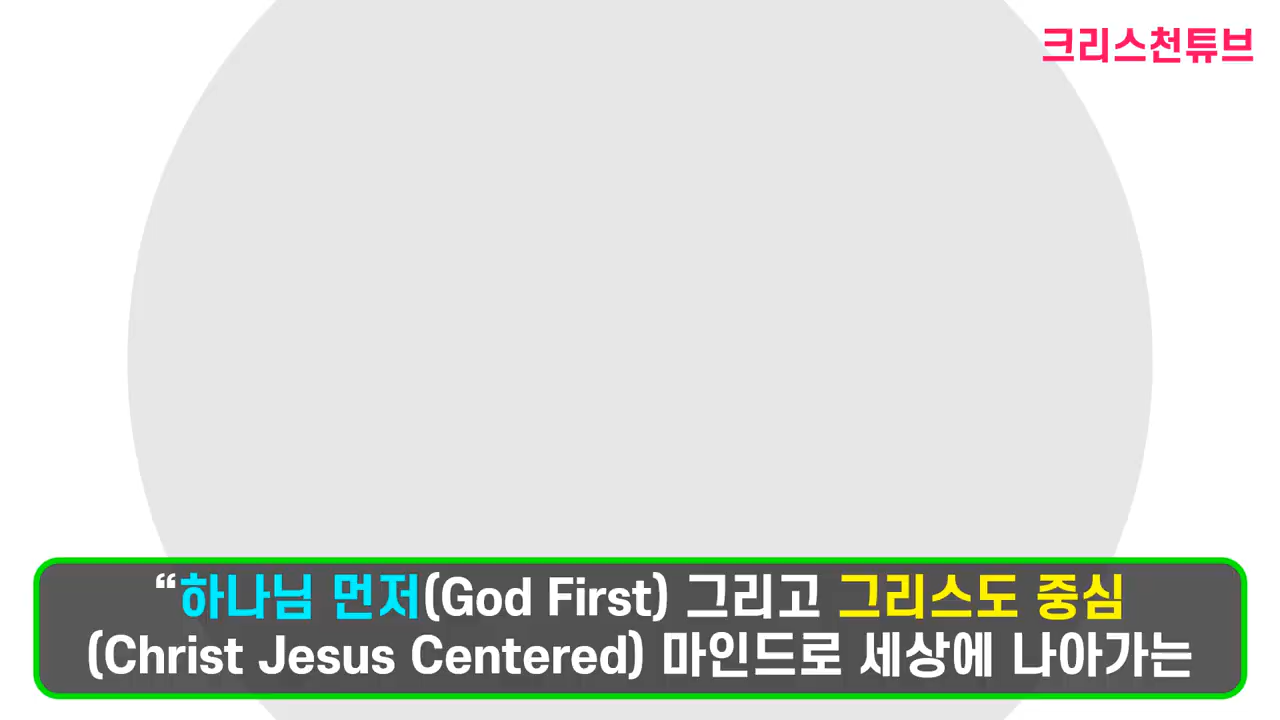 크리스천튜브
“하나님 먼저(God First) 그리고 그리스도 중심
(Christ Jesus Centered) 마인드로 세상에 나아가는